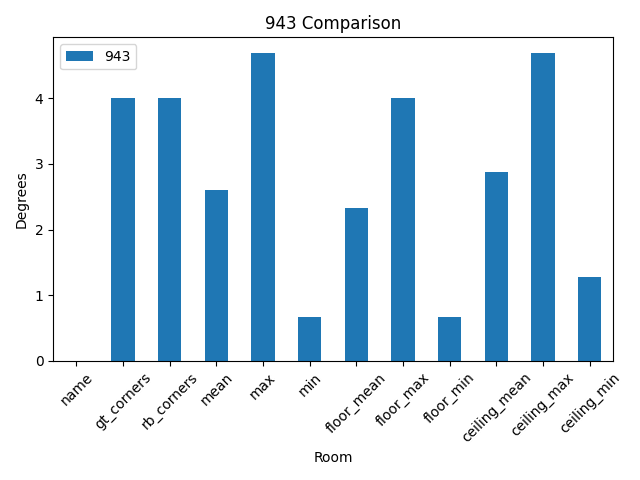 943 Comparison
943
Degrees
4
3
2
1
0
name
gt_corners
rb_corners
mean
max
min
floor_mean
floor_max
floor_min
ceiling_mean
ceiling_max
ceiling_min
Room